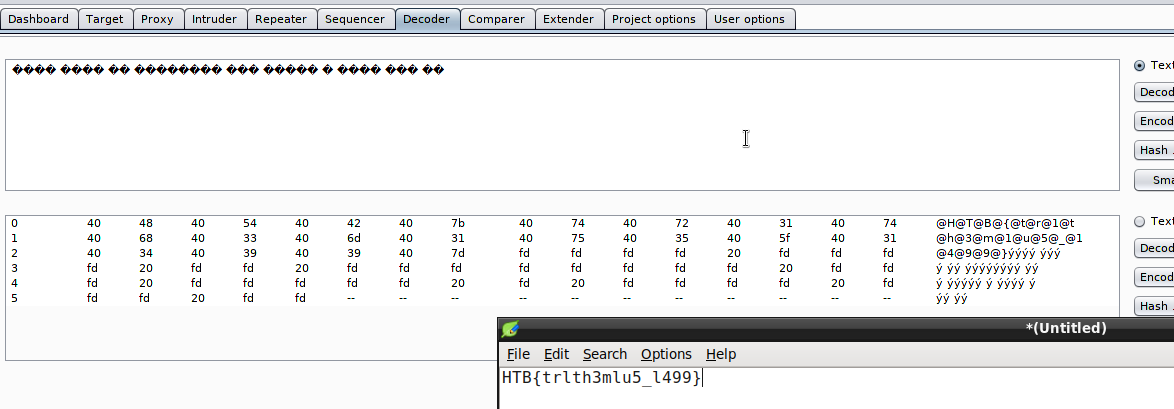 Dashboard Target Proxy Intruder Repeater Sequencer Decoder Comparer Extender Project options User options
���� ���� �� �������� ��� ����� � ���� ��� ��
Text
Decod
Encod
Hash .
Sma
0 40 48 40 54 40 42 40 7b 40 74 40 72 40 31 40 74 @H@T@B@{@t@r@1@t
1 40 68 40 33 40 6d 40 31 40 75 40 35 40 5f 40 31 @h@3@m@1@u@5@_@1
2 40 34 40 39 40 39 40 7d fd fd fd fd 20 fd fd fd @4@9@9@}ýýýý ýýý
3 fd 20 fd fd 20 fd fd fd fd fd fd fd fd 20 fd fd ý ýý ýýýýýýýý ýý
4 fd 20 fd fd fd fd fd 20 fd 20 fd fd fd fd 20 fd ý ýýýýý ý ýýýý ý
5 fd fd 20 fd fd -- -- -- -- -- -- -- -- -- -- -- ýý ýý
Text
Decod
Encod
Hash .
*(Untitled)
File Edit Search Options Help
HTB{trlth3mlu5_l499}